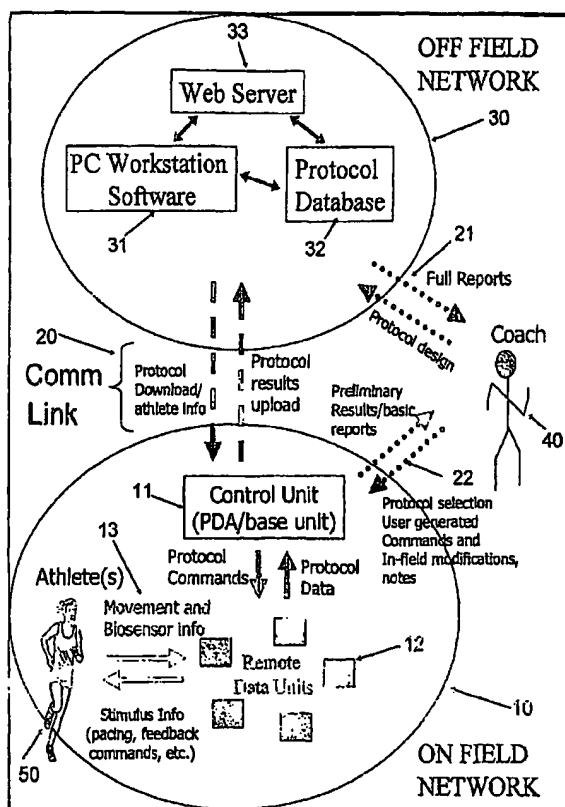 33
OFF FIELD
NETWORK
Web Server
30
PC Workstation
Software
Protocol
Database
31
32
21
Full Reports
Protocol design
Coach
20
Comm
Link
Protocol
Download/
athlete info
Protocol
results
upload
Preliminary
Results/basic
reports
40
22
11
Control Unit
(PDA/base unit)
Protocol selection
User generated
Commands and
In-field modifications,
notes
13
Protocol
Commands
Protocol
Data
Athlete(s)
Movement and
Biosensor info
12
Remote
Data Units
Stimulus Info
(pacing, feedback
commands, etc.)
10
50
ON FIELD
NETWORK